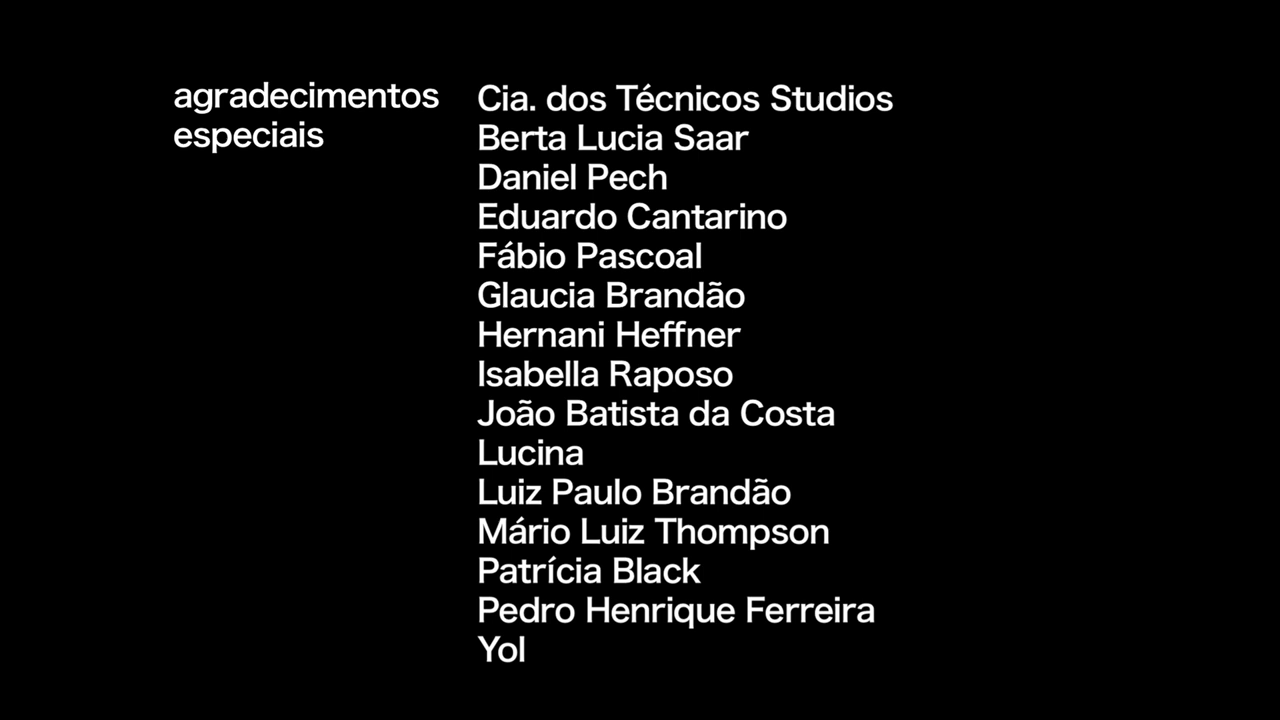 agradecimentos
especiais
Cia. dos Técnicos Studios
Berta Lucia Saar
Daniel Pech
Eduardo Cantarino
Fábio Pascoal
Glaucia Brandão
Hernani Heffner
Isabella Raposo
João Batista da Costa
Lucina
Luiz Paulo Brandão
Mário Luiz Thompson
Patrícia Black
Pedro Henrique Ferreira
Yol